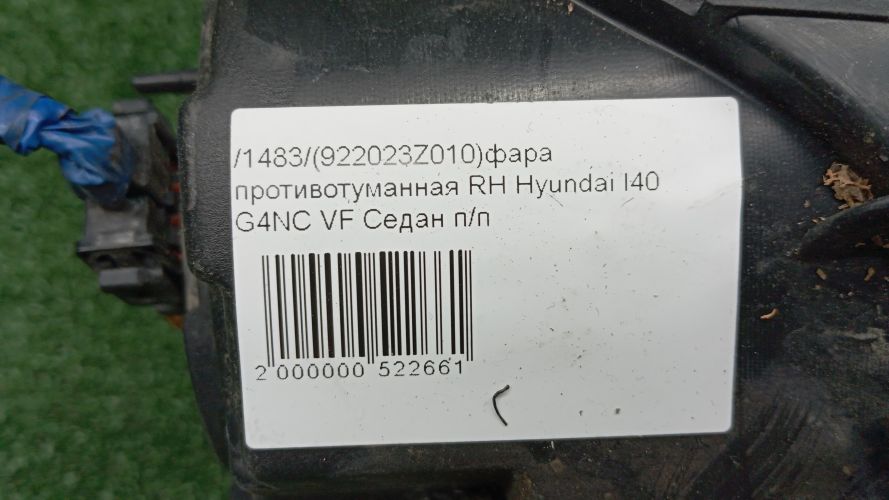 /1483/(922023Z010)фара
противотуманная RH Hyundai I40
G4NC VF Седан п/п
2 000000 522661